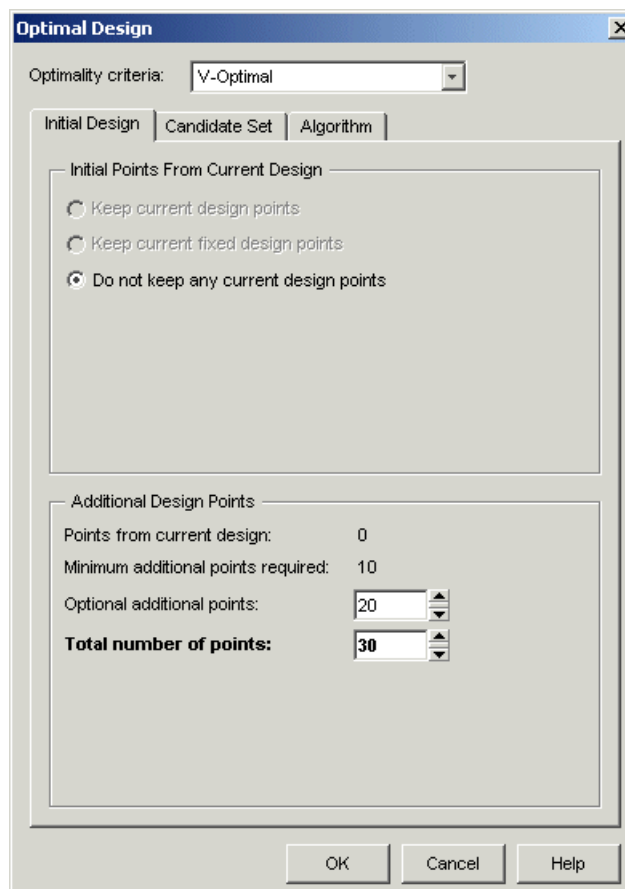 Optimal Design
Optimality criteria: V-Optimal
Initial Design Candidate Set Algorithm
Initial Points From Current Design
Keep current design points
Keep current fixed design points
Do not keep any current design points
Additional Design Points
Points from current design: 0
Minimum additional points required: 10
Optional additional points: 20
Total number of points: 30
OK Cancel Help